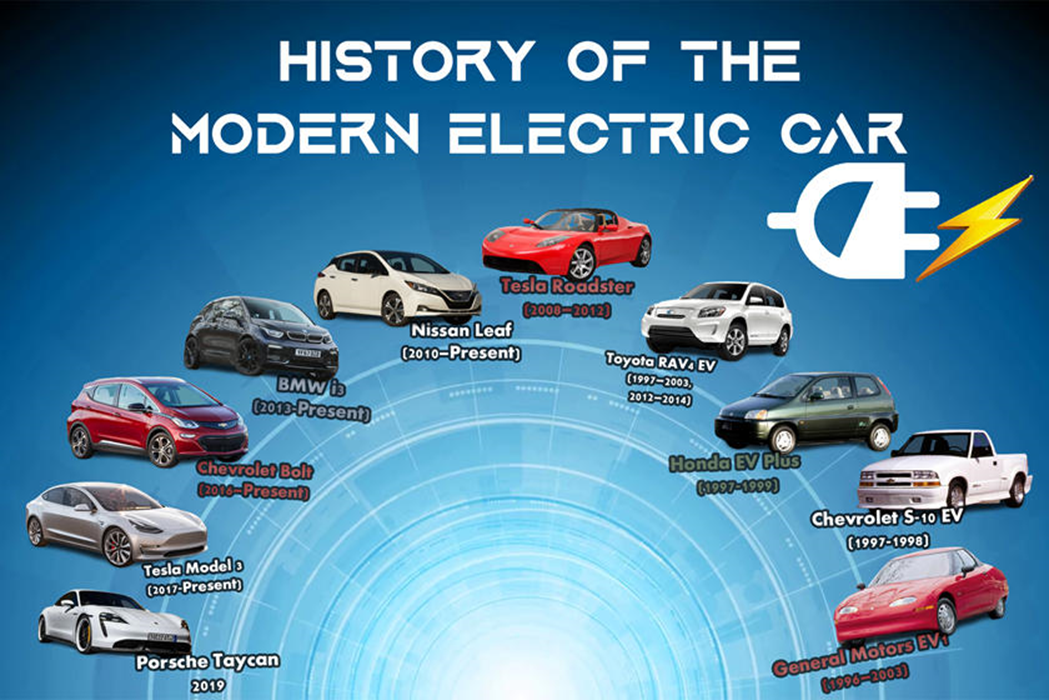 HISTORY OF THE
MODERN ELECTRIC CAR
Tesla Roadster
(2008–2012)
Nissan Leaf
(2010–Present)
Toyota RAV4 EV
(1997–2003,
2012–2014)
BMW i3
(2013-Present)
Honda EV Plus
(1997-1999)
Chevrolet Bolt
(2016–Present)
Chevrolet S-10 EV
(1997-1998)
Tesla Model 3
(2017-Present)
General Motors EV1
(1996–2003)
Porsche Taycan
2019